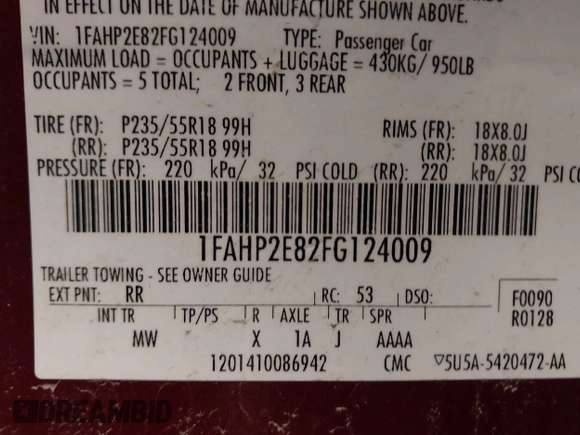 IN EFFECT ON THE DATE OF MANUFACTURE SHOWN ABOVE.
VIN: 1FAHP2E82FG124009 TYPE: Passenger Car
MAXIMUM LOAD = OCCUPANTS + LUGGAGE = 430KG/ 950LB
OCCUPANTS = 5 TOTAL; 2 FRONT, 3 REAR
TIRE (FR): P235/55R18 99H RIMS (FR): 18X8.0J
(RR): P235/55R18 99H (RR): 18X8.0J
PRESSURE (FR): 220 kPa/ 32 PSI COLD (RR): 220 kPa/ 32 PSI CO
1FAHP2E82FG124009
TRAILER TOWING - SEE OWNER GUIDE
EXT PNT: RR RC: 53 DSO: F0090
INT TR TP/PS R AXLE TR SPR R0128
MW X 1A J AAAA
1201410086942 CMC ▽5U5A-5420472-AA
DREAMBID